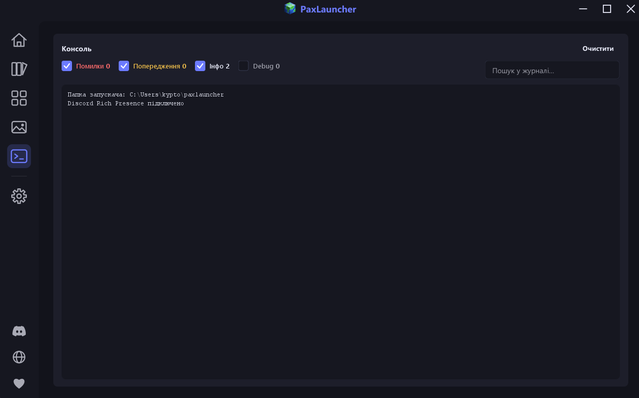 PaxLauncher
Консоль
Очистити
Помилки 0 Попередження 0 Інфо 2 Debug 0
Пошук у журналі...
Папка запускача: C:\Users\kypto\paxlauncher
Discord Rich Presence підключено